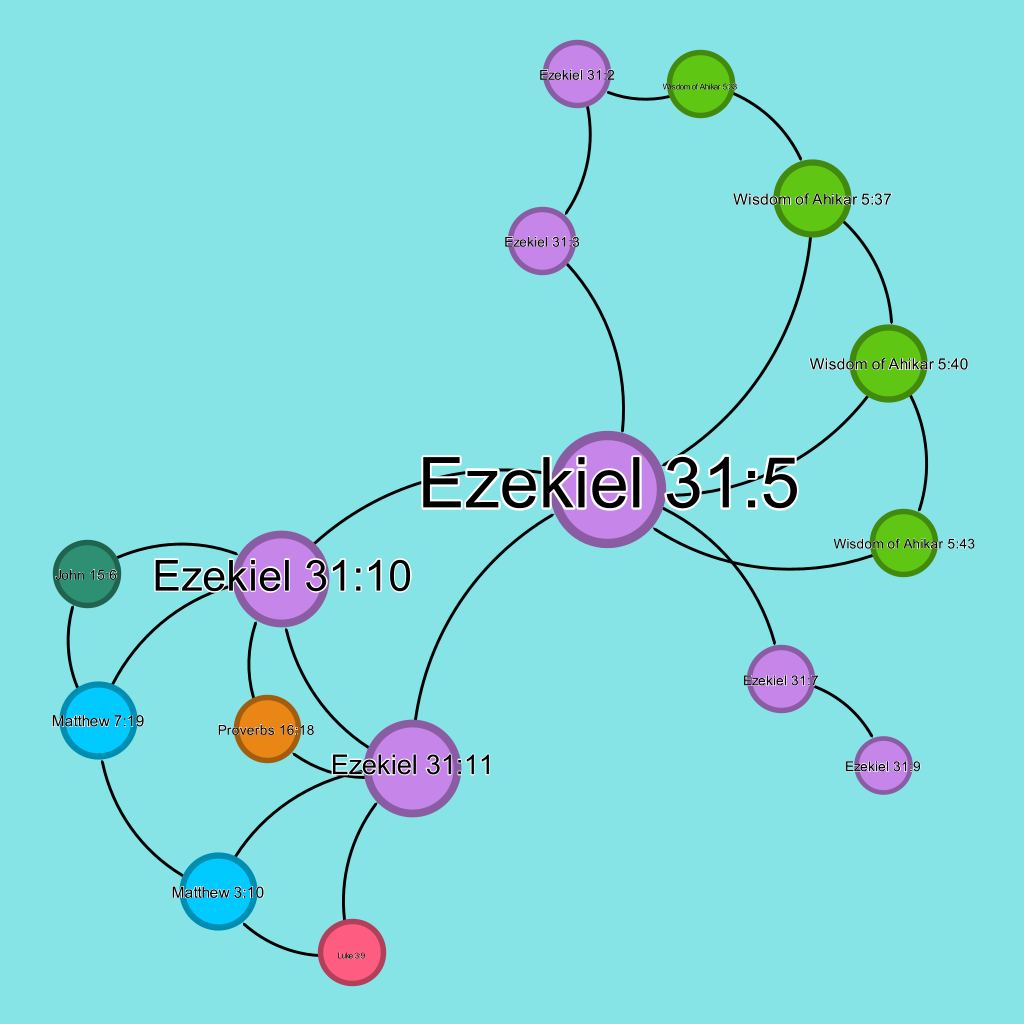 Ezekiel 31:2
Wisdom of Ahikar 5:38
Wisdom of Ahikar 5:37
Ezekiel 31:3
Wisdom of Ahikar 5:40
Ezekiel 31:5
Wisdom of Ahikar 5:43
John 15:6
Ezekiel 31:10
Ezekiel 31:7
Matthew 7:19
Proverbs 16:18
Ezekiel 31:11
Ezekiel 31:9
Matthew 3:10
Luke 3:9